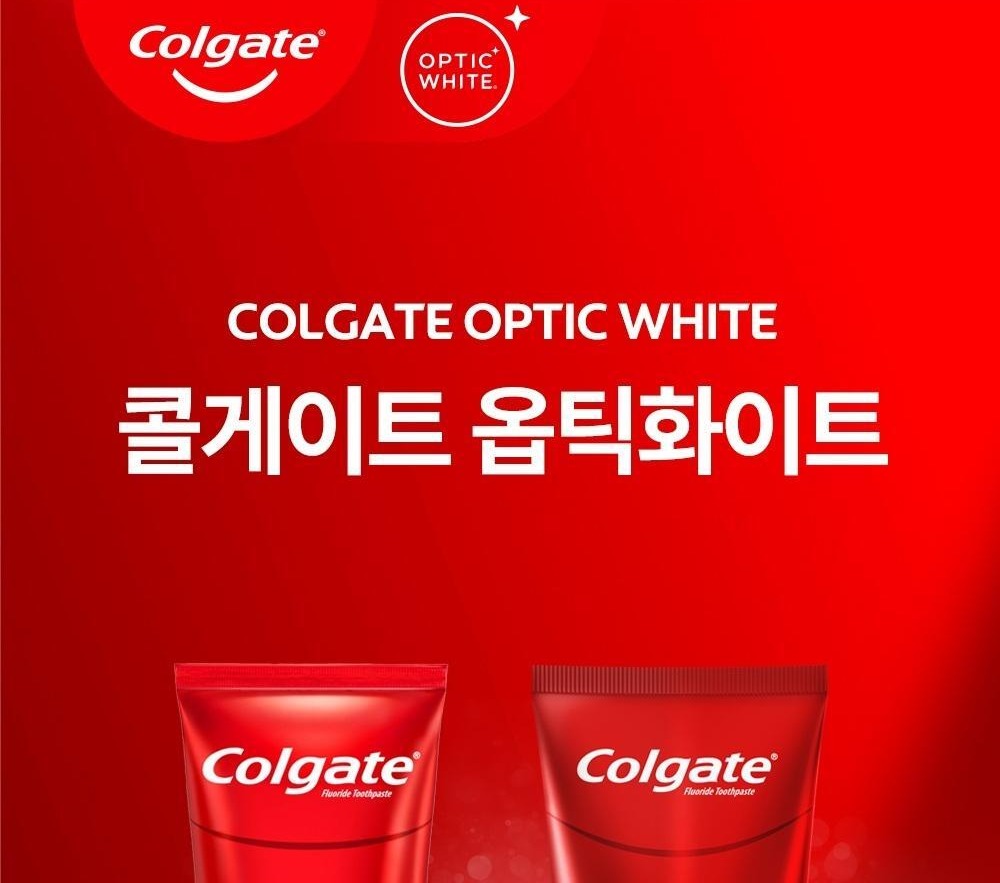 Colgate®
OPTIC
WHITE®
COLGATE OPTIC WHITE
콜게이트 옵틱화이트
Colgate®
Fluoride Toothpaste
Colgate®
Fluoride Toothpaste